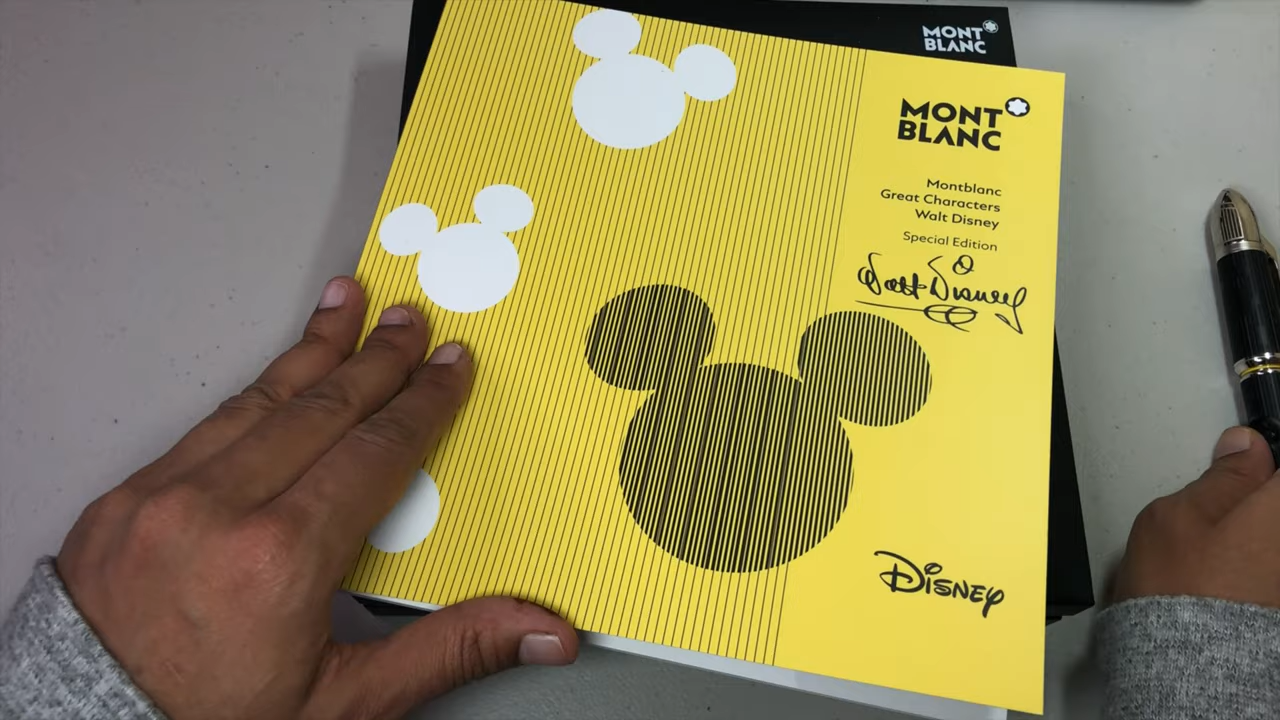 MONT
BLANC
MONT
BLANC
Montblanc
Great Characters
Walt Disney
Special Edition
Walt Disney
Disney